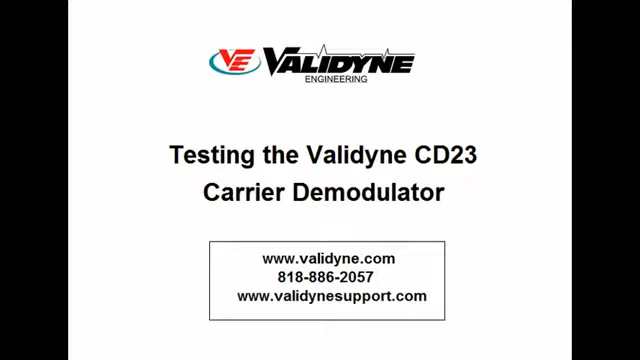 VE VALIDYNE
ENGINEERING
Testing the Validyne CD23
Carrier Demodulator
www.validyne.com
818-886-2057
www.validynesupport.com